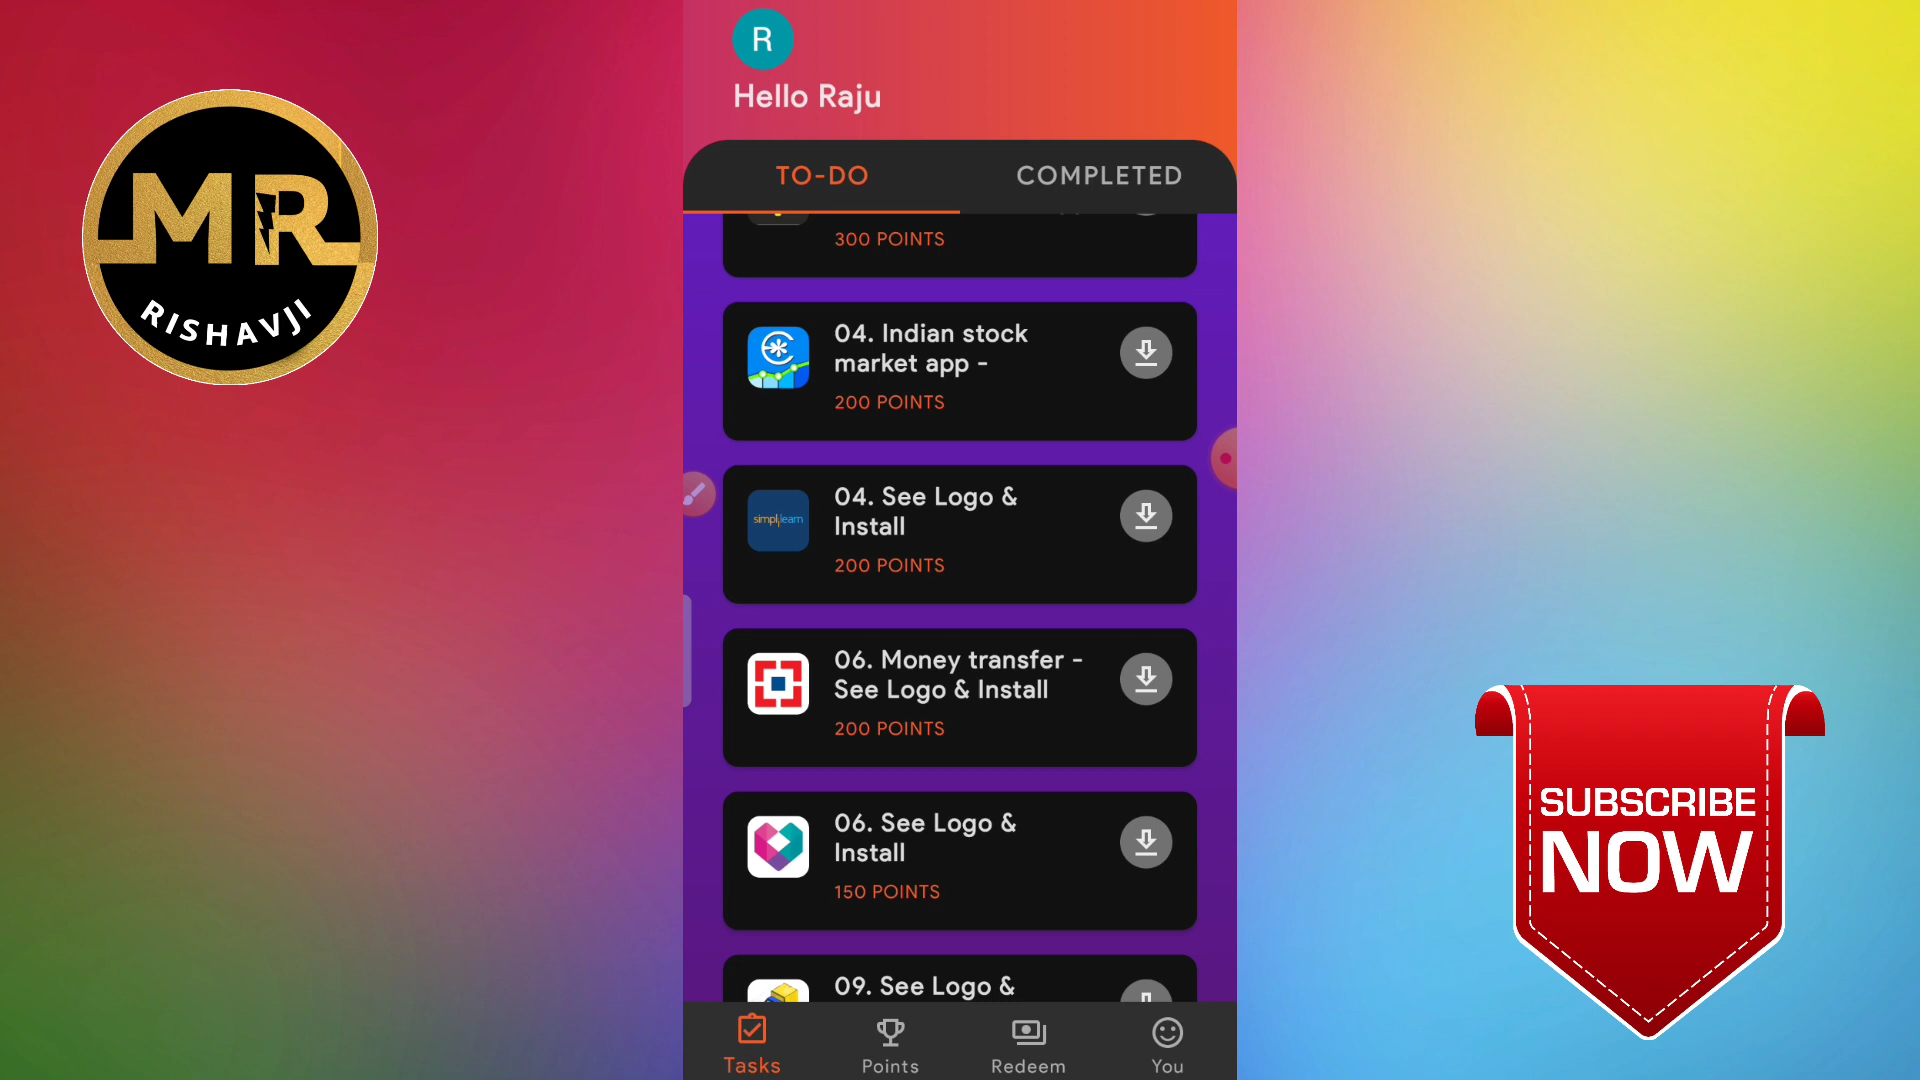 MR
RISHAVJI
R
Hello Raju
TO-DO
COMPLETED
300 POINTS
04. Indian stock
market app -
200 POINTS
simplilearn
04. See Logo &
Install
200 POINTS
06. Money transfer -
See Logo & Install
200 POINTS
06. See Logo &
Install
150 POINTS
09. See Logo &
Tasks
Points
Redeem
You
SUBSCRIBE
NOW